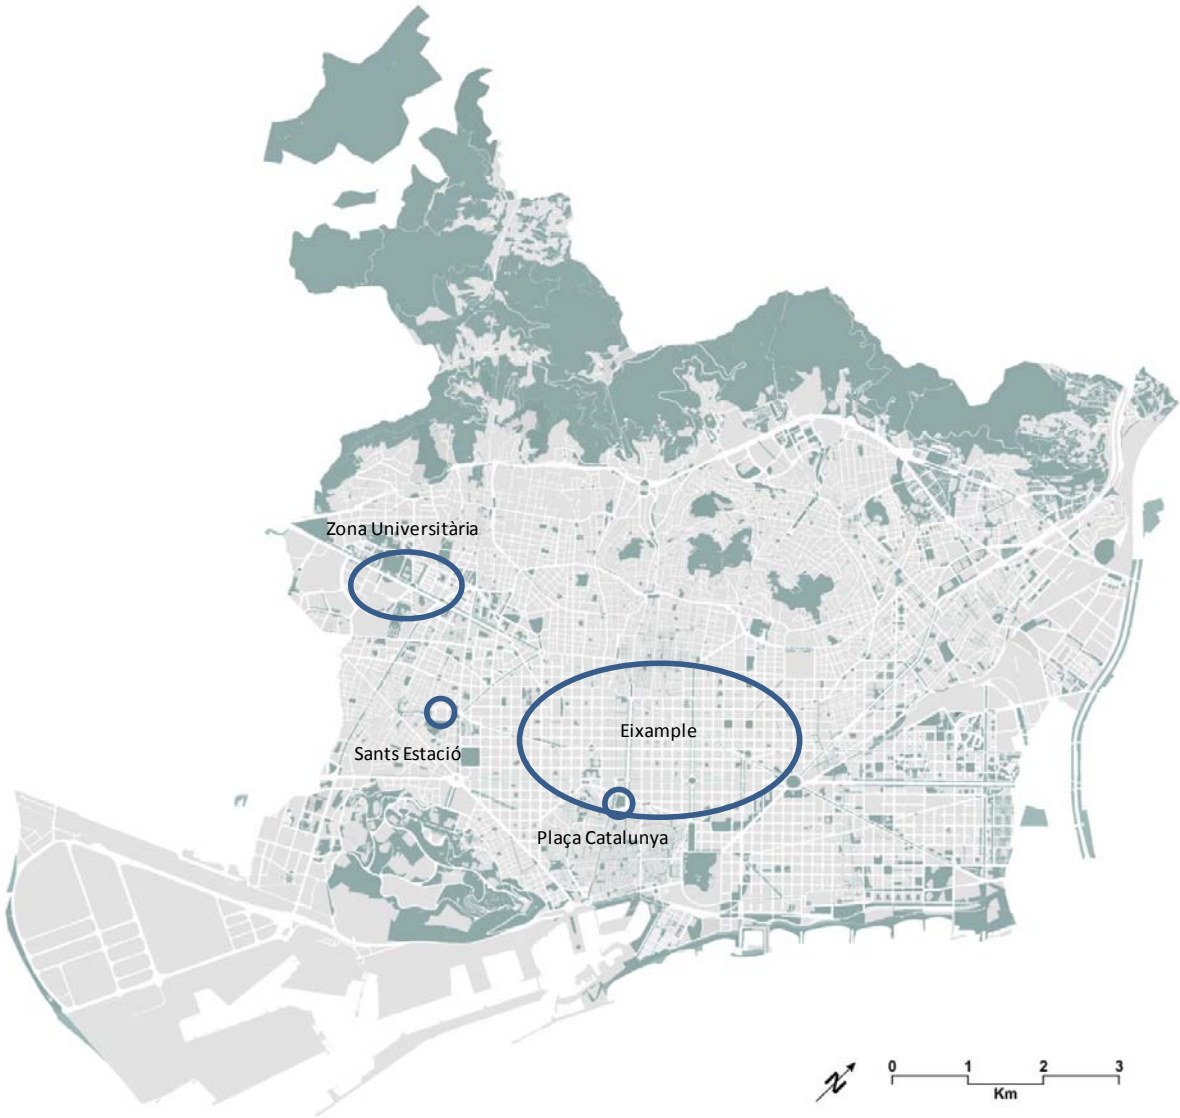 Zona Universitària
Eixample
Sants Estació
Plaça Catalunya
N
0 1 2 3
Km